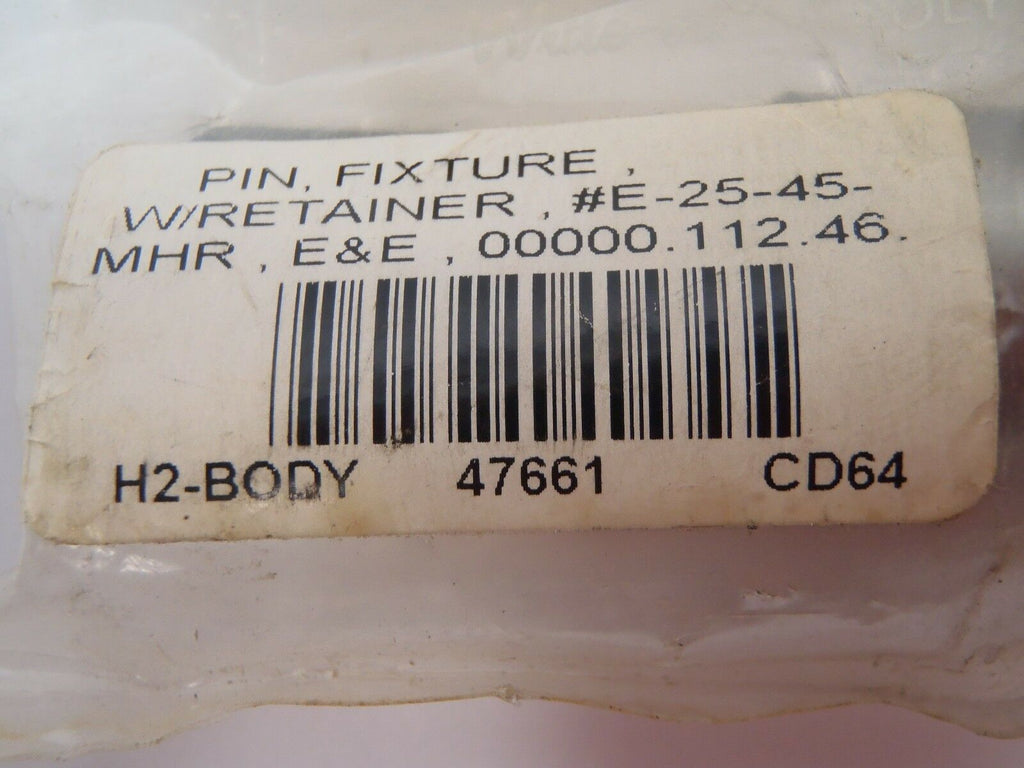 PIN, FIXTURE ,
W/RETAINER , #E-25-45-
MHR , E&E , 00000.112.46.
H2-BODY 47661 CD64